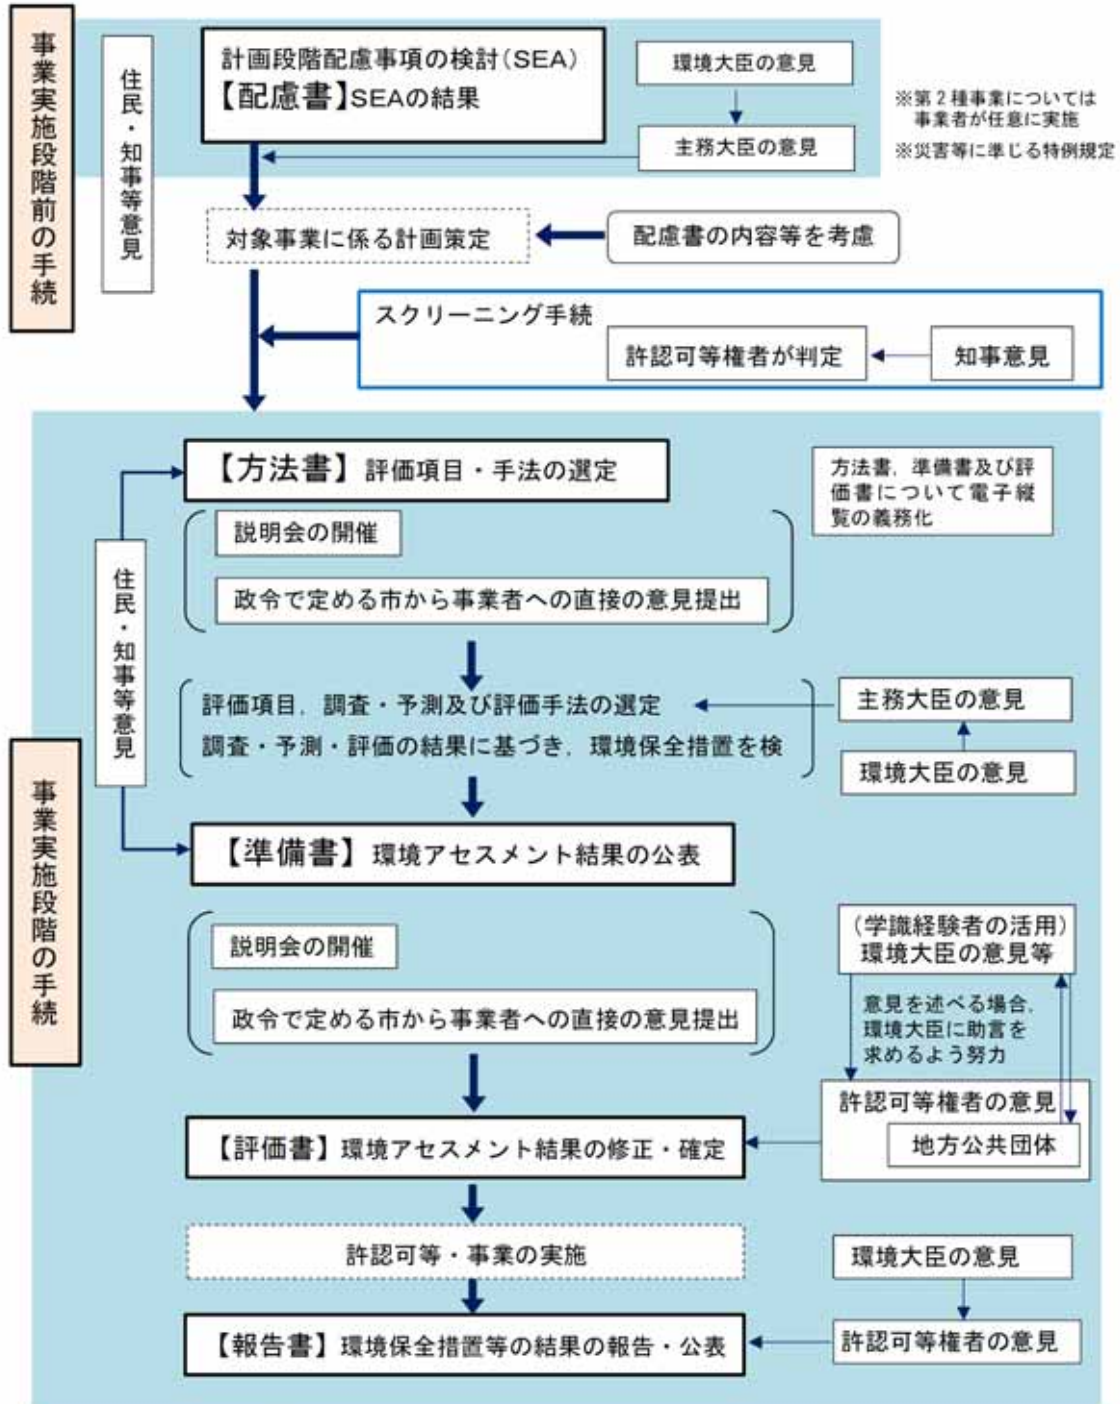 事業実施段階前の手続
住民・知事等意見
計画段階配慮事項の検討（SEA）
【配慮書】SEAの結果
環境大臣の意見
主務大臣の意見
※第２種事業については
事業者が任意に実施
※災害等に準じる特例規定
対象事業に係る計画策定
配慮書の内容等を考慮
スクリーニング手続
許認可等権者が判定
知事意見
事業実施段階の手続
住民・知事等意見
【方法書】評価項目・手法の選定
方法書，準備書及び評
価書について電子縦
覧の義務化
説明会の開催
政令で定める市から事業者への直接の意見提出
評価項目，調査・予測及び評価手法の選定
調査・予測・評価の結果に基づき，環境保全措置を検
主務大臣の意見
環境大臣の意見
【準備書】環境アセスメント結果の公表
説明会の開催
政令で定める市から事業者への直接の意見提出
（学識経験者の活用）
環境大臣の意見等
意見を述べる場合，
環境大臣に助言を
求めるよう努力
許認可等権者の意見
地方公共団体
【評価書】環境アセスメント結果の修正・確定
許認可等・事業の実施
環境大臣の意見
許認可等権者の意見
【報告書】環境保全措置等の結果の報告・公表